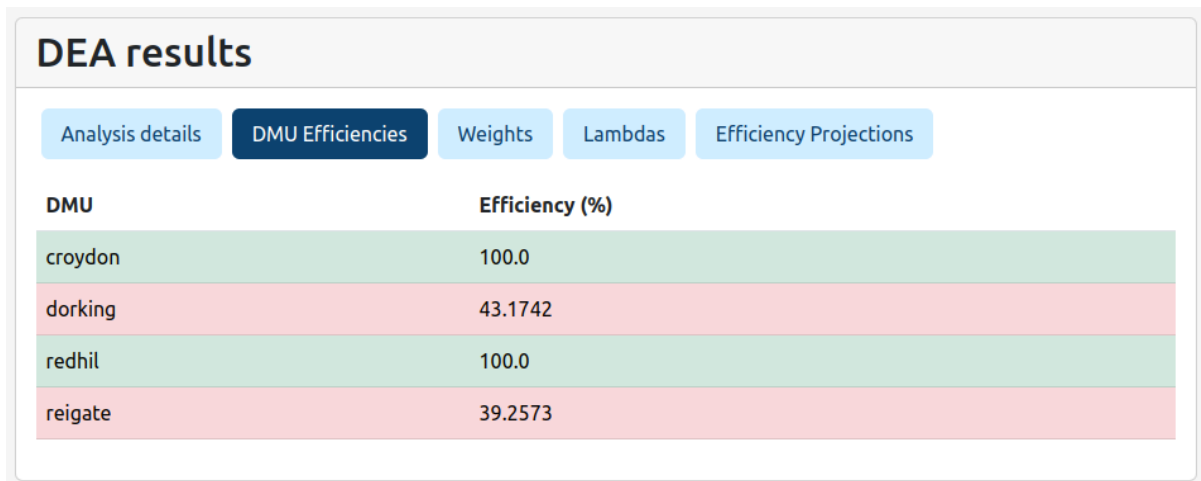 DEA results
Analysis details DMU Efficiencies Weights Lambdas Efficiency Projections
DMU Efficiency (%)
croydon 100.0
dorking 43.1742
redhil 100.0
reigate 39.2573